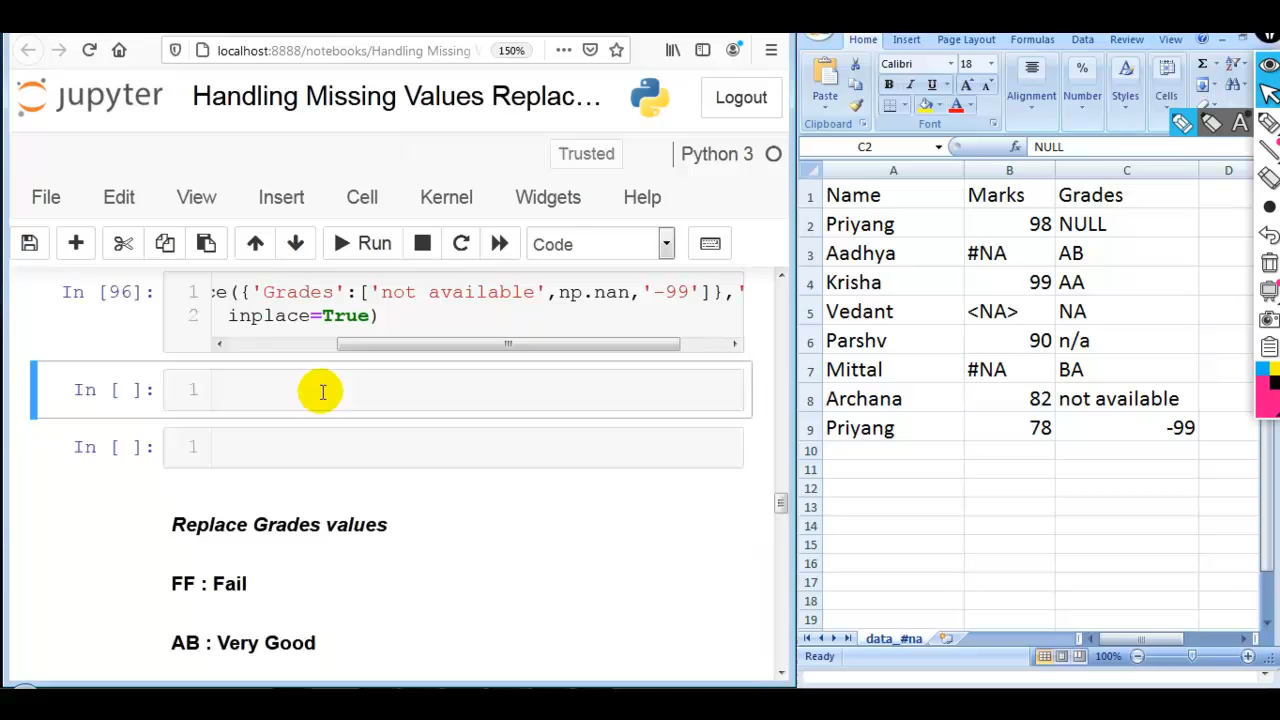 localhost:8888/notebooks/Handling Missing
150%
jupyter
Handling Missing Values Replac...
Logout
Trusted
Python 3
File Edit View Insert Cell Kernel Widgets Help
Run
Code
In [96]:
1 ce({'Grades':['not available',np.nan,'-99']},'
2 inplace=True)
In [ ]:
1
In [ ]:
1
Replace Grades values
FF : Fail
AB : Very Good
Home Insert Page Layout Formulas Data Review View
Paste
Calibri 18
B I U A A
Alignment Number Styles Cells
Clipboard Font
C2 fx NULL
A B C D
1 Name Marks Grades
2 Priyang 98 NULL
3 Aadhya #NA AB
4 Krisha 99 AA
5 Vedant <NA> NA
6 Parshv 90 n/a
7 Mittal #NA BA
8 Archana 82 not available
9 Priyang 78 -99
10
11
12
13
14
15
16
17
18
19
data_#na
Ready 100%